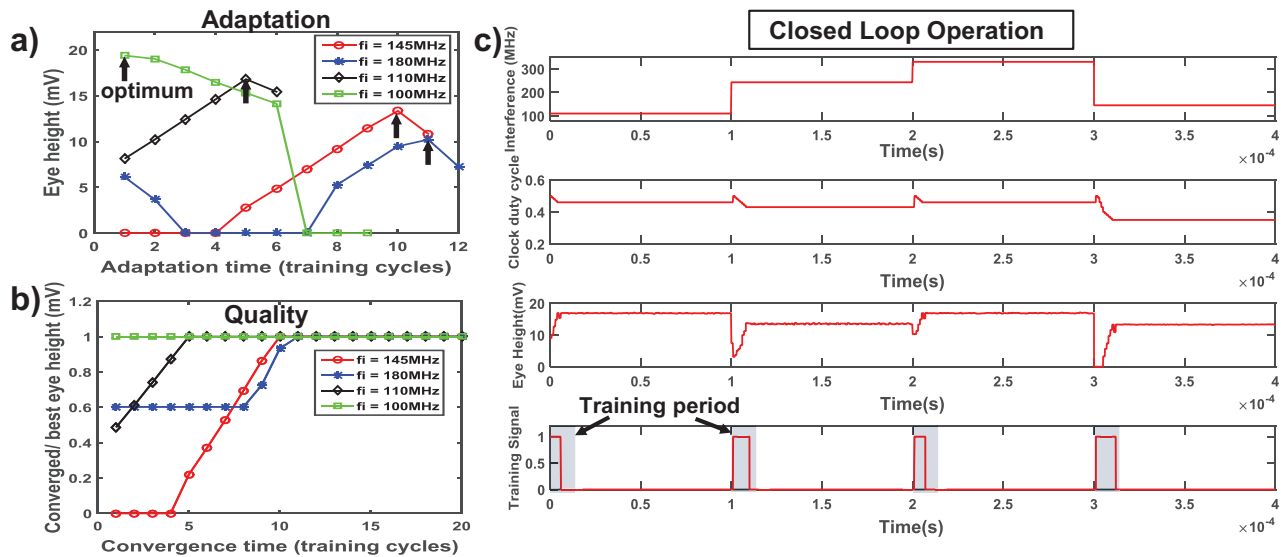 a)
Adaptation
Eye height (mV)
20
15
10
5
0
optimum
fi = 145MHz
fi = 180MHz
fi = 110MHz
fi = 100MHz
0 2 4 6 8 10 12
Adaptation time (training cycles)
b)
Quality
Converged/ best eye height (mV)
1.2
1
0.8
0.6
0.4
0.2
0
fi = 145MHz
fi = 180MHz
fi = 110MHz
fi = 100MHz
0 5 10 15 20
Convergence time (training cycles)
c)
Closed Loop Operation
Interference (MHz)
300
200
100
0 0.5 1 1.5 2 2.5 3 3.5 4
Time(s)
×10⁻⁴
Clock duty cycle
0.6
0.4
0.2
0 0.5 1 1.5 2 2.5 3 3.5 4
Time(s)
×10⁻⁴
Eye Height(mV)
20
10
0
0 0.5 1 1.5 2 2.5 3 3.5 4
Time(s)
×10⁻⁴
Training period
Training Signal
1
0.5
0
0 0.5 1 1.5 2 2.5 3 3.5 4
Time(s)
×10⁻⁴